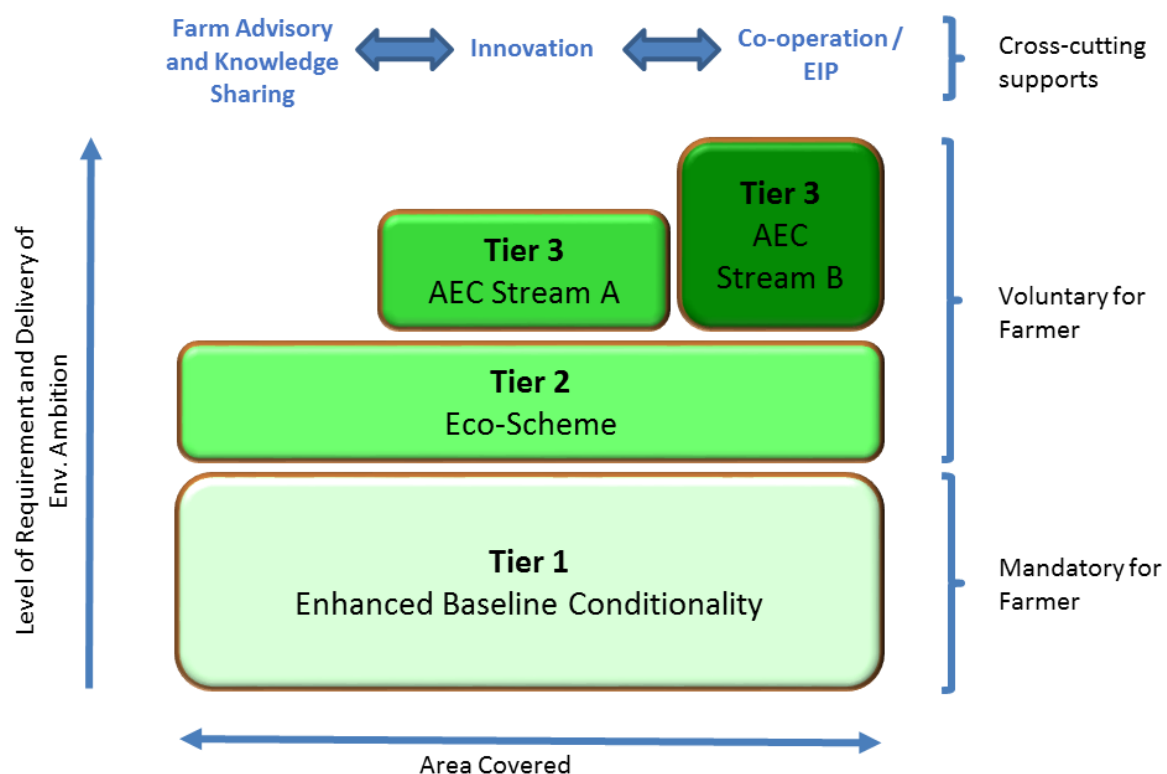 Farm Advisory
and Knowledge
Sharing
Innovation
Co-operation /
EIP
Cross-cutting
supports
Level of Requirement and Delivery of
Env. Ambition
Tier 3
AEC Stream A
Tier 3
AEC
Stream B
Voluntary for
Farmer
Tier 2
Eco-Scheme
Tier 1
Enhanced Baseline Conditionality
Mandatory for
Farmer
Area Covered